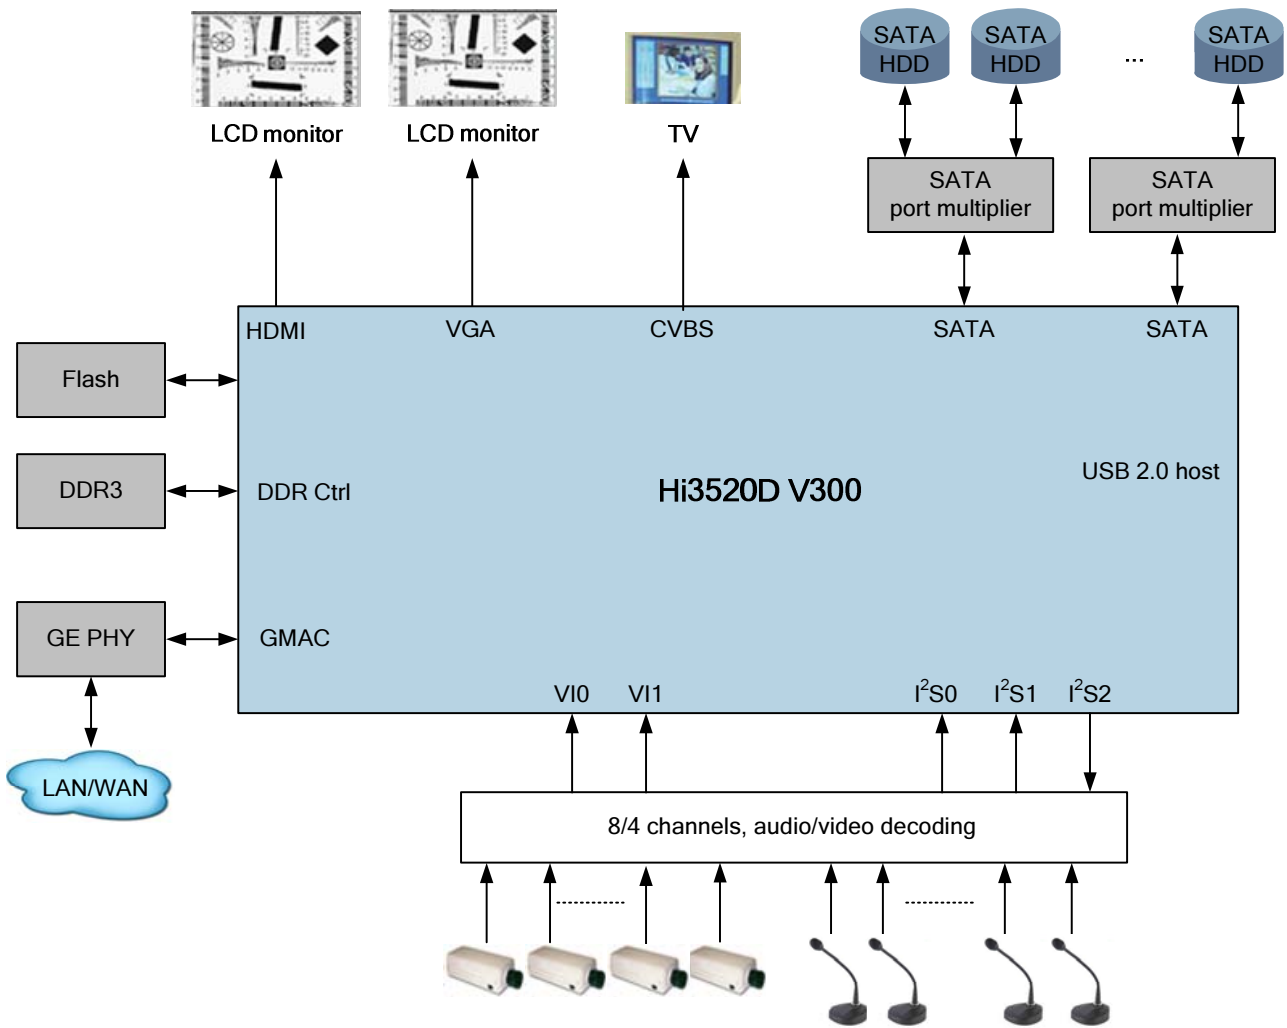 SATA
HDD
SATA
HDD
...
SATA
HDD
LCD monitor
LCD monitor
TV
SATA
port multiplier
SATA
port multiplier
HDMI
VGA
CVBS
SATA
SATA
Flash
DDR3
DDR Ctrl
Hi3520D V300
USB 2.0 host
GE PHY
GMAC
VI0
VI1
I²S0
I²S1
I²S2
LAN/WAN
8/4 channels, audio/video decoding